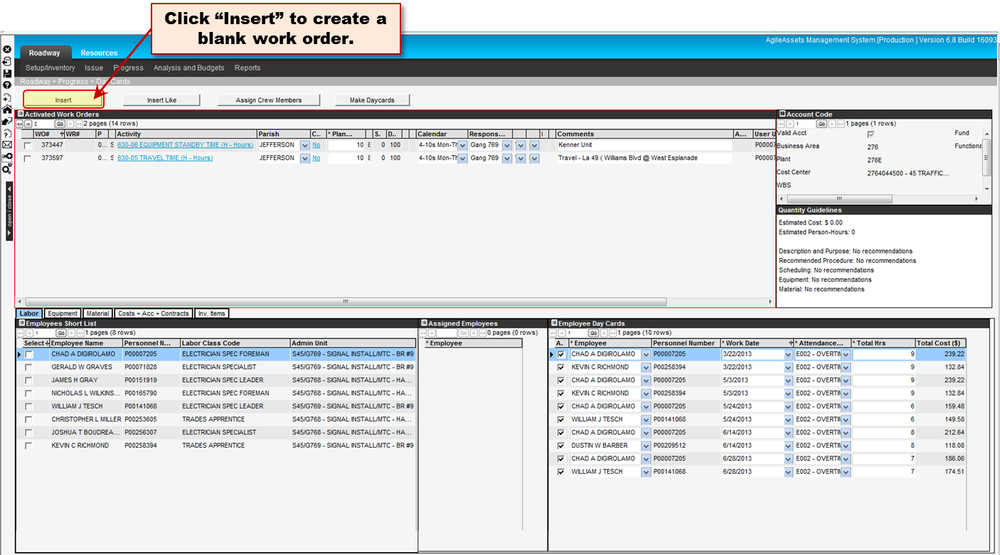 Click “Insert” to create a
blank work order.
AgileAssets Management System [Production ] Version 6.8 Build 16093
Roadway Resources
Setup/Inventory Issue Progress Analysis and Budgets Reports
Roadway > Progress > Day Cards
Insert Insert Like Assign Crew Members Make Daycards
Activated Work Orders
2 Go 2 pages (14 rows)
WO# WR# P Activity Parish C.. * Plan... S. D.. Calendar Respons... Comments A... User U
373447 0... S 630-06 EQUIPMENT STANDBY TIME (H - Hours) JEFFERSON No 10 8 0 100 4-10s Mon-Th Gang 769 Kenner Unit P00007
373597 0... S 630-05 TRAVEL TIME (H - Hours) JEFFERSON No 10 8 0 100 4-10s Mon-Th Gang 769 Travel - La 49 ( Williams Blvd @ West Esplanade P00007
Account Code
1 Go 1 pages (1 rows)
Valid Acct Fund
Business Area 276 Functiona
Plant 276E
Cost Center 2764044500 - 45 TRAFFIC...
WBS
Quantity Guidelines
Estimated Cost: $ 0.00
Estimated Person-Hours: 0
Description and Purpose: No recommendations
Recommended Procedure: No recommendations
Scheduling: No recommendations
Equipment: No recommendations
Material: No recommendations
open / close
Labor Equipment Material Costs + Acc + Contracts Inv. Items
Employees Short List
1 Go 1 pages (8 rows)
Select Employee Name Personnel N... Labor Class Code Admin Unit
CHAD A DIGIROLAMO P00007205 ELECTRICIAN SPEC FOREMAN S45/G769 - SIGNAL INSTALL/MTC - BR #9
GERALD W GRAVES P00071828 ELECTRICIAN SPECIALIST S45/G769 - SIGNAL INSTALL/MTC - BR #9
JAMES H GRAY P00151919 ELECTRICIAN SPEC LEADER S45/G768 - SIGNAL INSTALL/MTC - HA...
NICHOLAS L WILKINS... P00165790 ELECTRICIAN SPEC FOREMAN S45/G768 - SIGNAL INSTALL/MTC - HA...
WILLIAM J TESCH P00141068 ELECTRICIAN SPEC LEADER S45/G769 - SIGNAL INSTALL/MTC - BR #9
CHRISTOPHER L MILLER P00253605 TRADES APPRENTICE S45/G768 - SIGNAL INSTALL/MTC - HA...
JOSHUA T BOUDREA... P00256307 ELECTRICIAN SPECIALIST S45/G768 - SIGNAL INSTALL/MTC - HA...
KEVIN C RICHMOND P00258394 TRADES APPRENTICE S45/G769 - SIGNAL INSTALL/MTC - BR #9
Assigned Employees
Go 0 pages (0 rows)
* Employee
Employee Day Cards
1 Go 1 pages (10 rows)
A. * Employee Personnel Number * Work Date * Attendance... * Total Hrs Total Cost ($)
CHAD A DIGIROLAMO P00007205 3/22/2013 E002 - OVERTI 9 239.22
KEVIN C RICHMOND P00258394 3/22/2013 E002 - OVERTI 9 132.84
CHAD A DIGIROLAMO P00007205 5/3/2013 E002 - OVERTI 9 239.22
KEVIN C RICHMOND P00258394 5/3/2013 E002 - OVERTI 9 132.84
CHAD A DIGIROLAMO P00007205 5/24/2013 E002 - OVERTI 6 159.48
WILLIAM J TESCH P00141068 5/24/2013 E002 - OVERTI 6 149.58
CHAD A DIGIROLAMO P00007205 6/14/2013 E002 - OVERTI 8 212.64
DUSTIN W BARBER P00209512 6/14/2013 E002 - OVERTI 8 118.08
CHAD A DIGIROLAMO P00007205 6/28/2013 E002 - OVERTI 7 186.06
WILLIAM J TESCH P00141068 6/28/2013 E002 - OVERTI 7 174.51